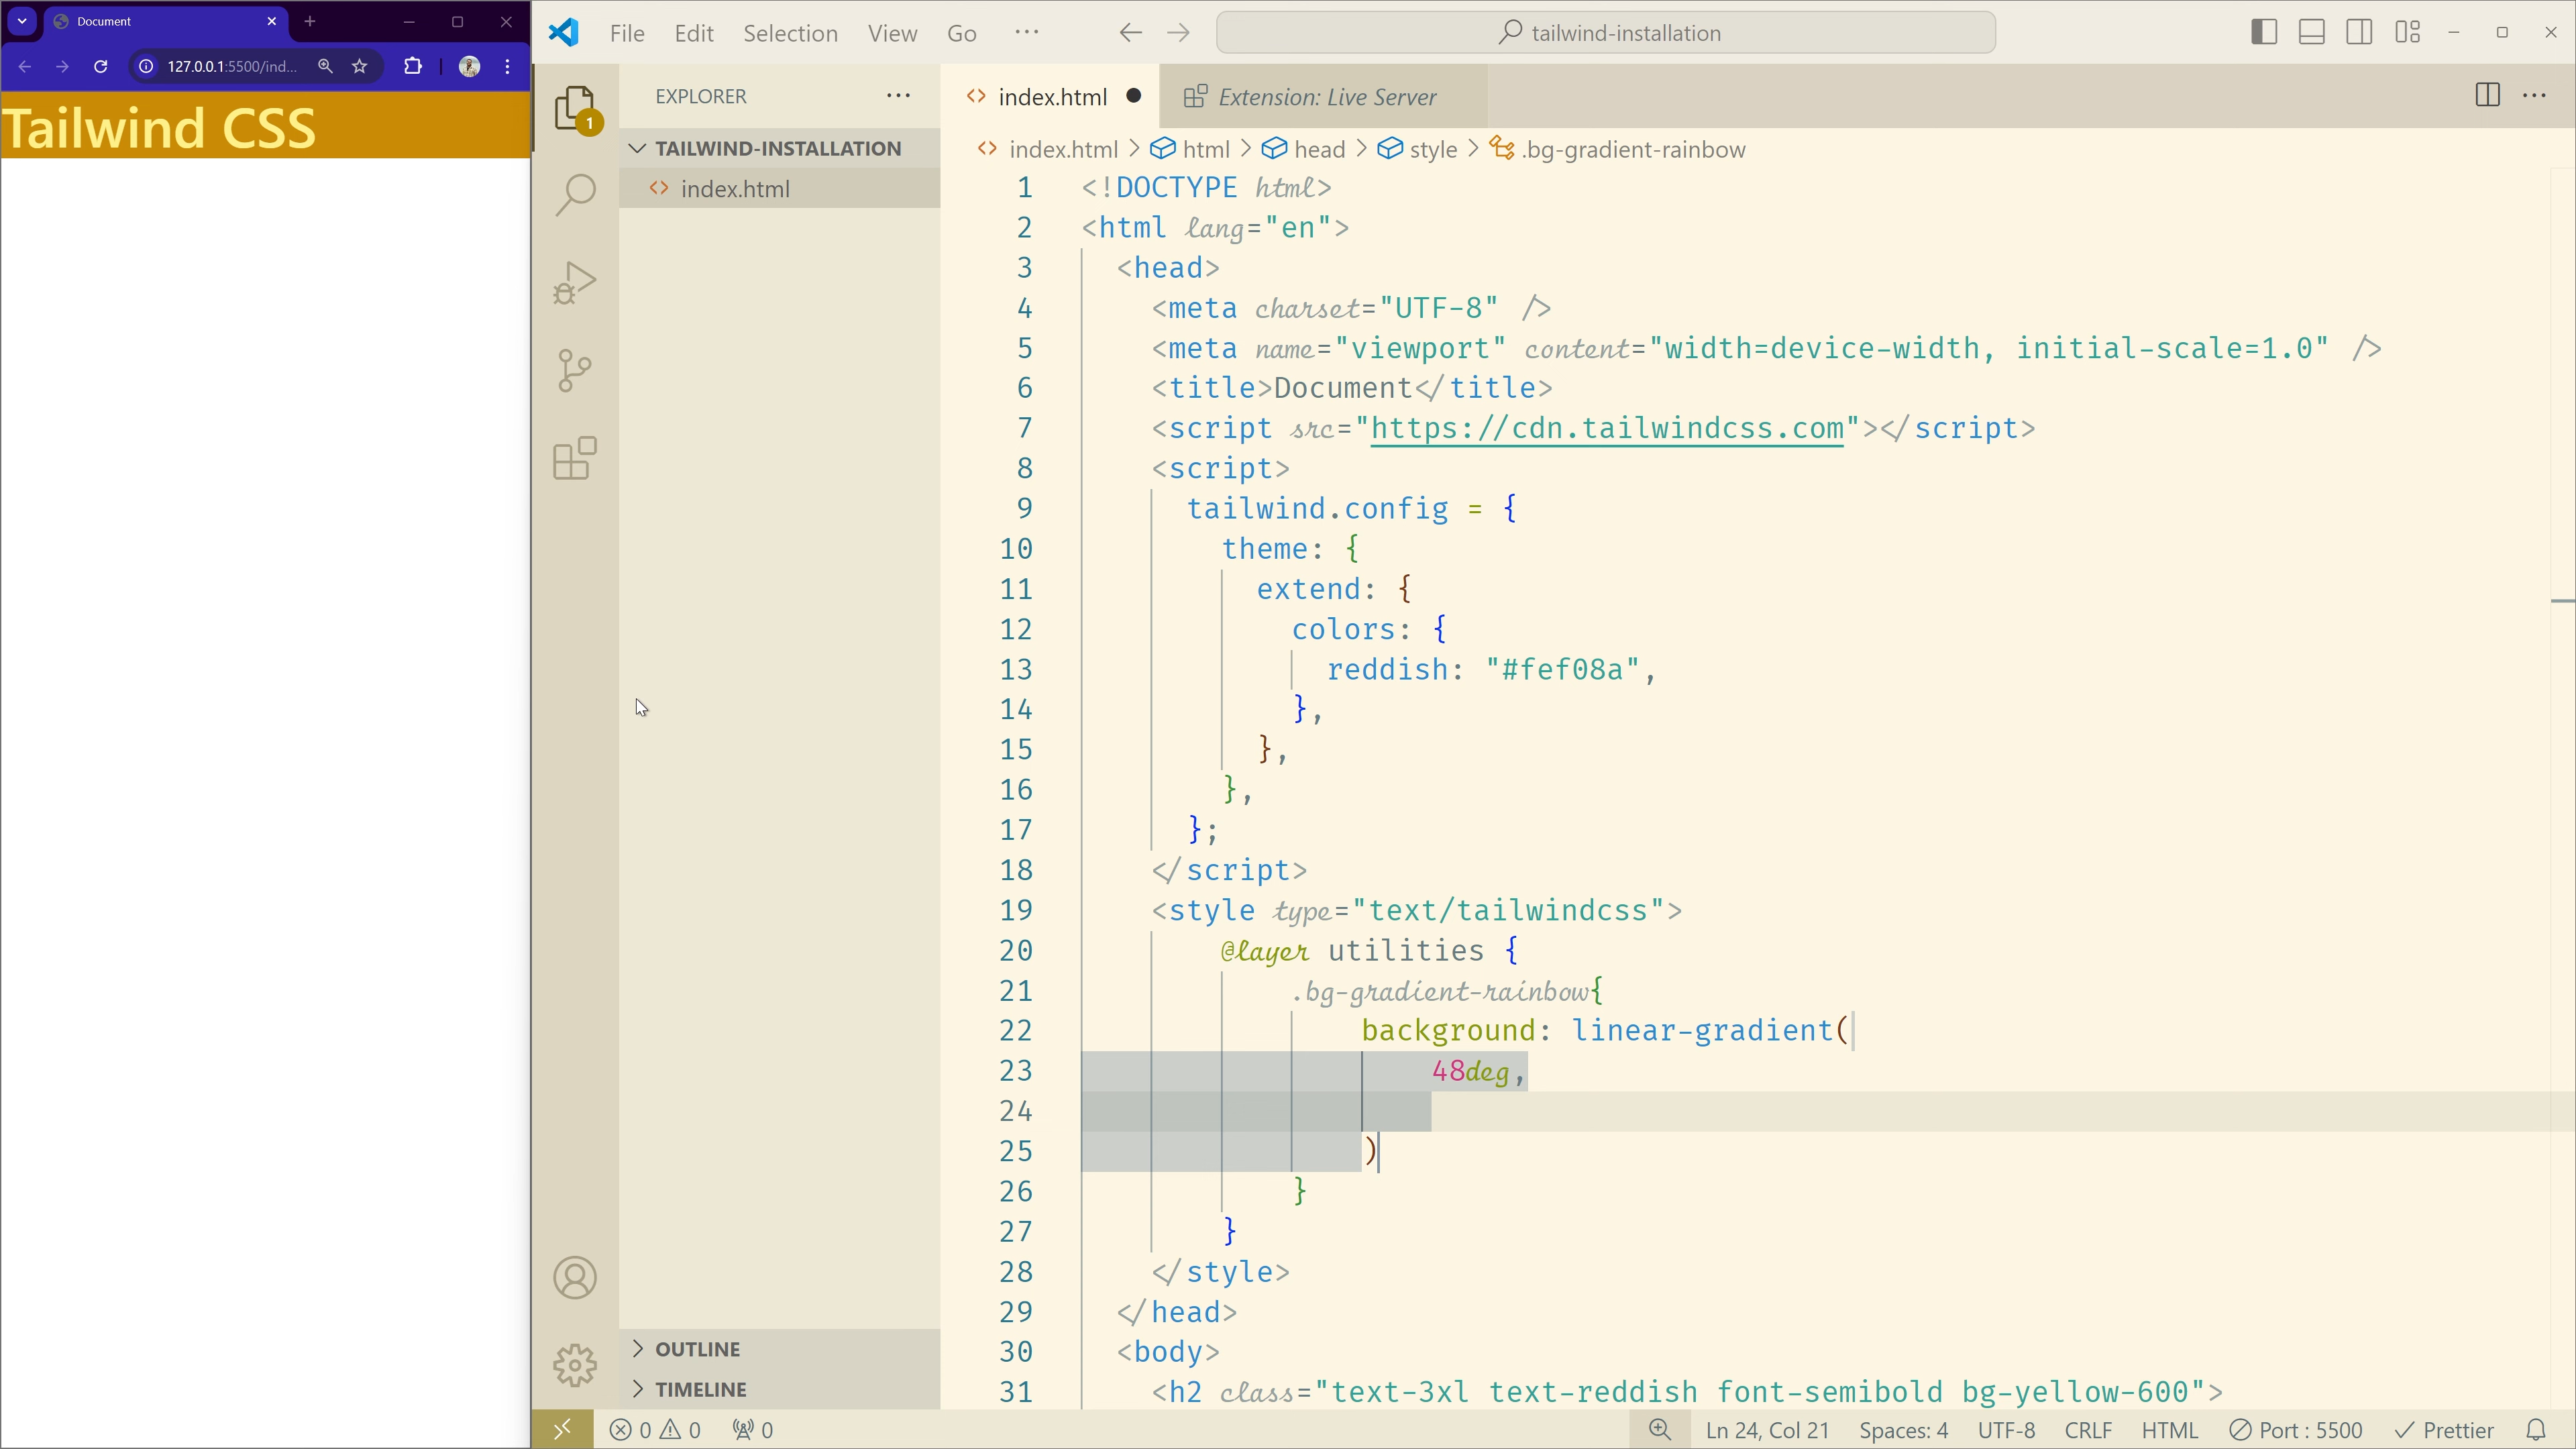 Document
127.0.0.1:5500/ind...
Tailwind CSS
File Edit Selection View Go ···
tailwind-installation
EXPLORER
index.html
Extension: Live Server
1
TAILWIND-INSTALLATION
index.html
index.html > html > head > style > .bg-gradient-rainbow
1 <!DOCTYPE html>
2 <html lang="en">
3 <head>
4 <meta charset="UTF-8" />
5 <meta name="viewport" content="width=device-width, initial-scale=1.0" />
6 <title>Document</title>
7 <script src="https://cdn.tailwindcss.com"></script>
8 <script>
9 tailwind.config = {
10 theme: {
11 extend: {
12 colors: {
13 reddish: "#fef08a",
14 },
15 },
16 },
17 };
18 </script>
19 <style type="text/tailwindcss">
20 @layer utilities {
21 .bg-gradient-rainbow{
22 background: linear-gradient(
23 48deg,
24
25 )
26 }
27 }
28 </style>
29 </head>
30 <body>
31 <h2 class="text-3xl text-reddish font-semibold bg-yellow-600">
OUTLINE
TIMELINE
0 0 0
Ln 24, Col 21 Spaces: 4 UTF-8 CRLF HTML Port : 5500 Prettier